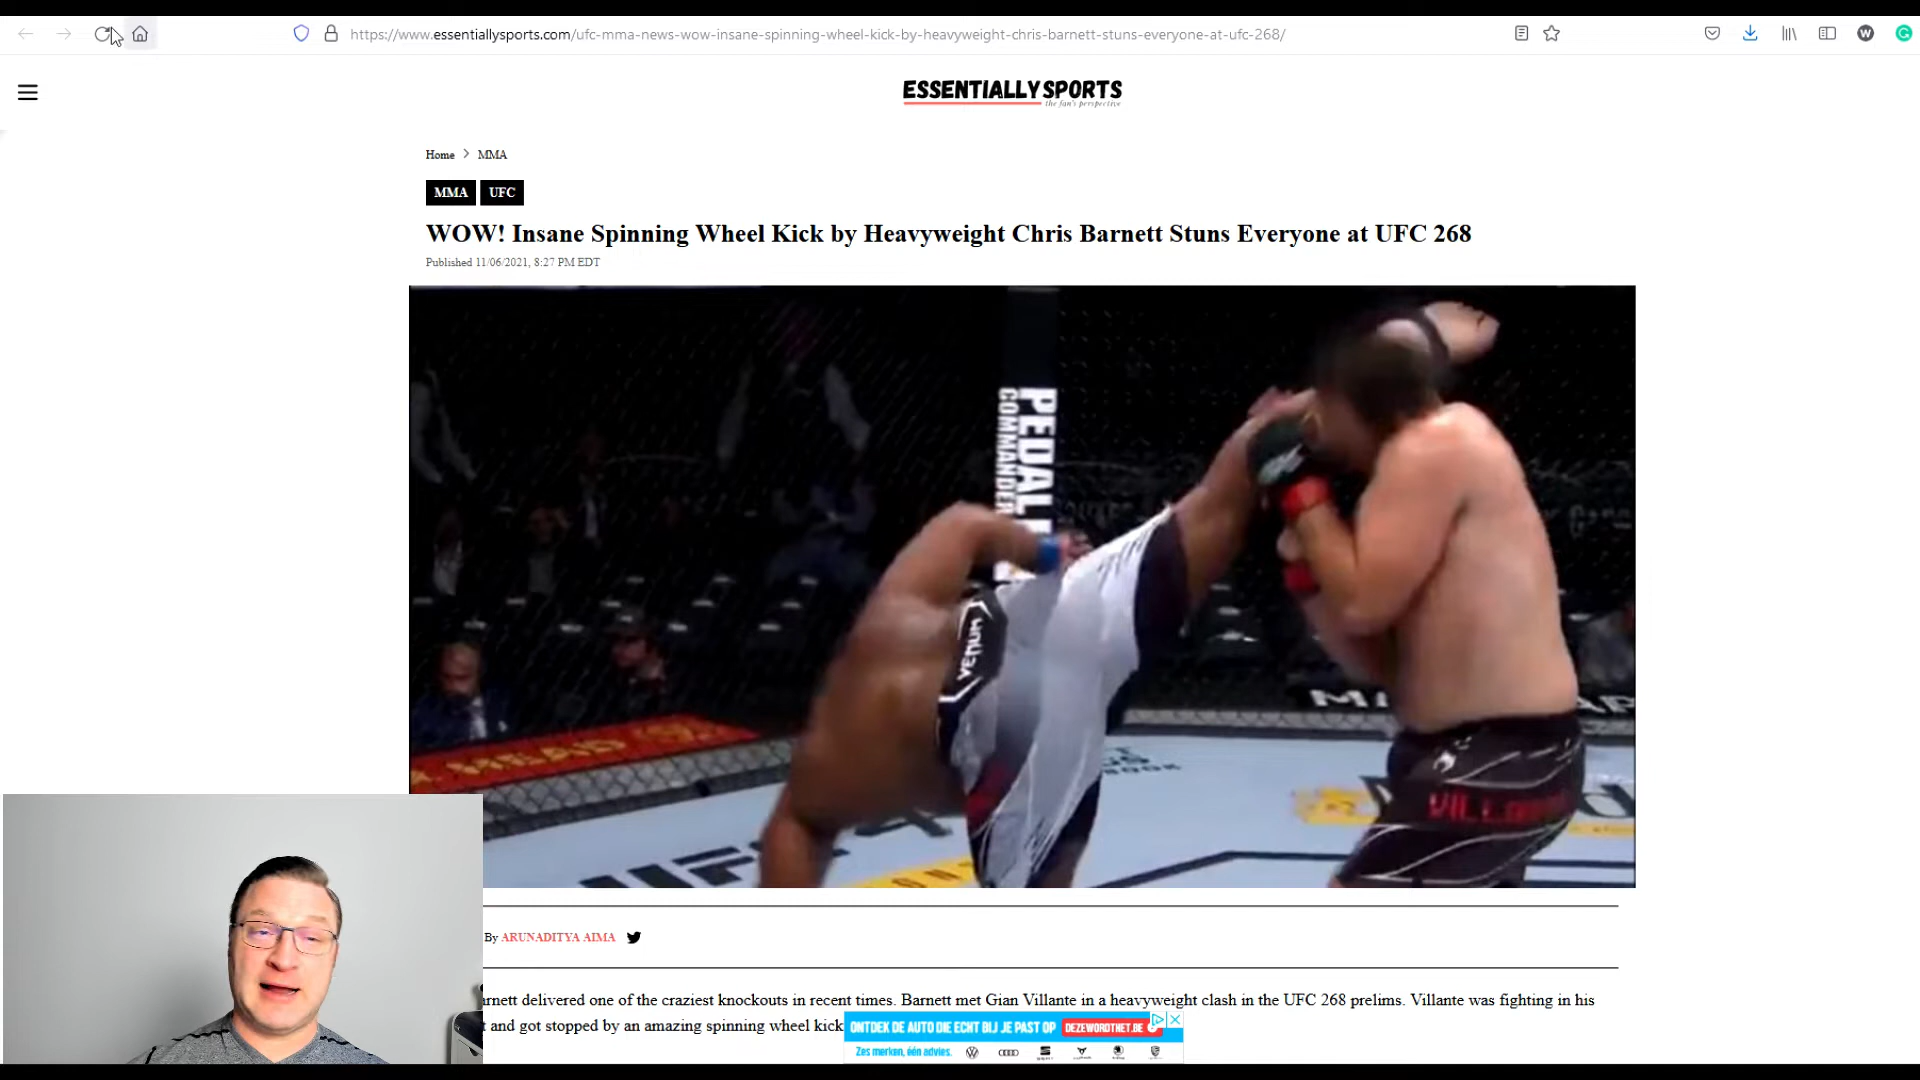 https://www.essentiallysports.com/ufc-mma-news-wow-insane-spinning-wheel-kick-by-heavyweight-chris-barnett-stuns-everyone-at-ufc-268/
ESSENTIALLYSPORTS
the fan's perspective
Home > MMA
MMA UFC
WOW! Insane Spinning Wheel Kick by Heavyweight Chris Barnett Stuns Everyone at UFC 268
Published 11/06/2021, 8:27 PM EDT
PEDAL
COMMANDER
VENUM
By ARUNADITYA AIMA
delivered one of the craziest knockouts in recent times. Barnett met Gian Villante in a heavyweight clash in the UFC 268 prelims. Villante was fighting in his
and got stopped by an amazing spinning wheel kick
ONTDEK DE AUTO DIE ECHT BIJ JE PAST OP DEZEWORDTHET.BE
Zes merken, één advies.